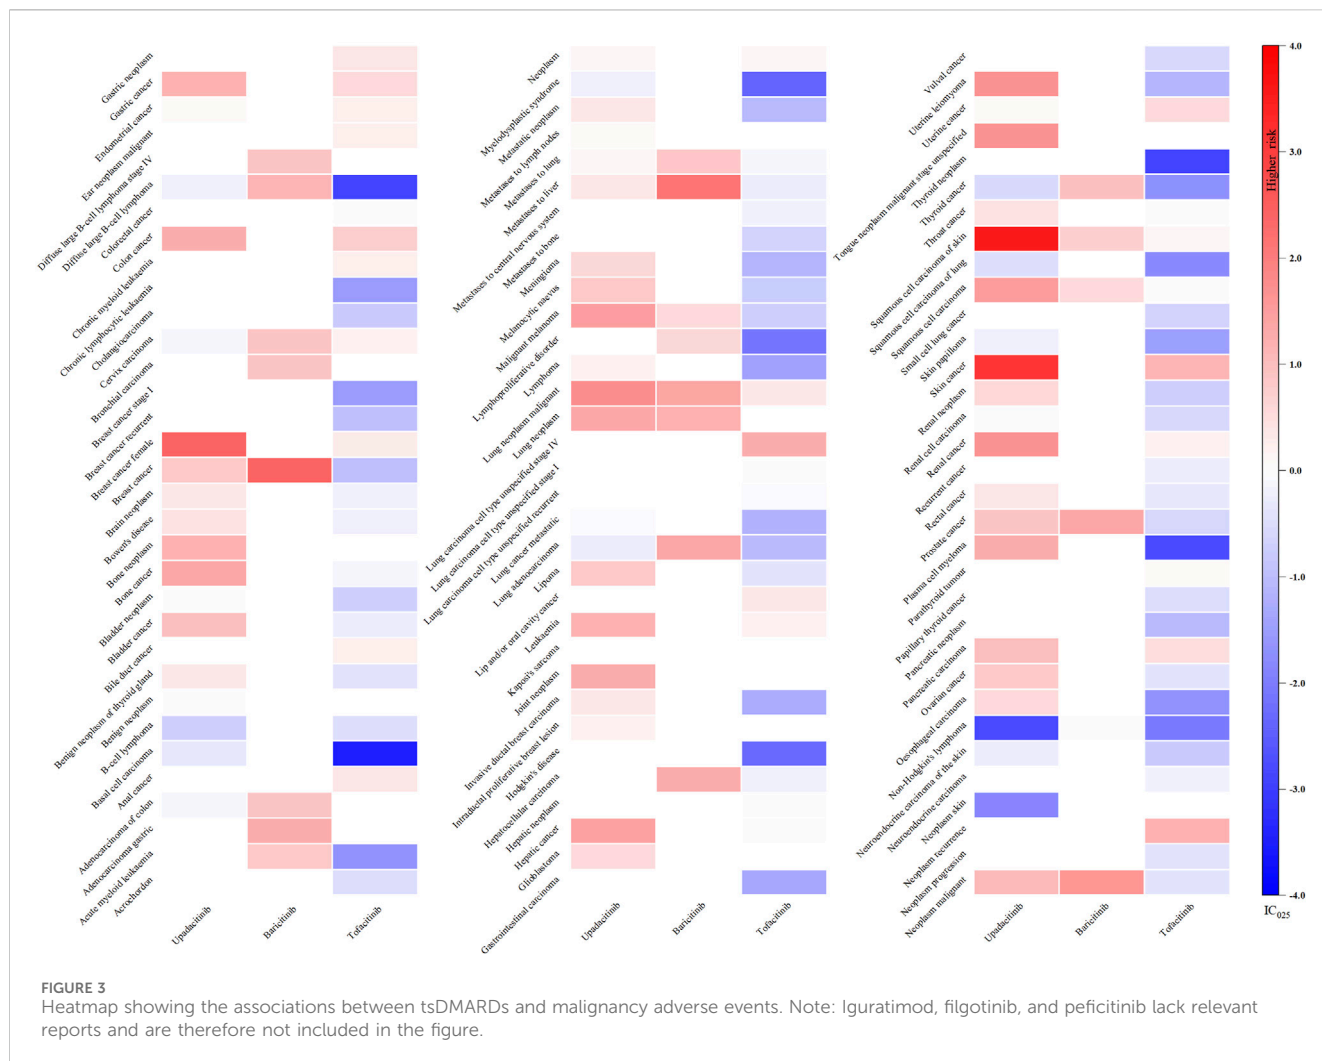 Gastric neoplasm
Gastric cancer
Endometrial cancer
Ear neoplasm malignant
Diffuse large B-cell lymphoma stage IV
Diffuse large B-cell lymphoma
Colorectal cancer
Colon cancer
Chronic myeloid leukaemia
Chronic lymphocytic leukaemia
Cholangiocarcinoma
Cervix carcinoma
Bronchial carcinoma
Breast cancer stage I
Breast cancer recurrent
Breast cancer female
Breast cancer
Brain neoplasm
Bowen's disease
Bone neoplasm
Bone cancer
Bladder neoplasm
Bladder cancer
Bile duct cancer
Benign neoplasm of thyroid gland
Benign neoplasm
B-cell lymphoma
Basal cell carcinoma
Anal cancer
Adenocarcinoma of colon
Adenocarcinoma gastric
Acute myeloid leukaemia
Acrochordon
Upadacitinib
Baricitinib
Tofacitinib
Neoplasm
Myelodysplastic syndrome
Metastatic neoplasm
Metastases to lymph nodes
Metastases to lung
Metastases to liver
Metastases to central nervous system
Metastases to bone
Meningioma
Melanocytic naevus
Malignant melanoma
Lymphoproliferative disorder
Lymphoma
Lung neoplasm malignant
Lung neoplasm
Lung carcinoma cell type unspecified stage IV
Lung carcinoma cell type unspecified stage I
Lung carcinoma cell type unspecified recurrent
Lung cancer metastatic
Lung adenocarcinoma
Lipoma
Lip and/or oral cavity cancer
Leukaemia
Kaposi's sarcoma
Joint neoplasm
Invasive ductal breast carcinoma
Intraductal proliferative breast lesion
Hodgkin's disease
Hepatocellular carcinoma
Hepatic neoplasm
Hepatic cancer
Glioblastoma
Gastrointestinal carcinoma
Upadacitinib
Baricitinib
Tofacitinib
Vulval cancer
Uterine leiomyoma
Uterine cancer
Tongue neoplasm malignant stage unspecified
Thyroid neoplasm
Thyroid cancer
Throat cancer
Squamous cell carcinoma of skin
Squamous cell carcinoma of lung
Squamous cell carcinoma
Small cell lung cancer
Skin papilloma
Skin cancer
Renal neoplasm
Renal cell carcinoma
Renal cancer
Recurrent cancer
Rectal cancer
Prostate cancer
Plasma cell myeloma
Parathyroid tumour
Papillary thyroid cancer
Pancreatic neoplasm
Pancreatic carcinoma
Ovarian cancer
Oesophageal carcinoma
Non-Hodgkin's lymphoma
Neuroendocrine carcinoma of the skin
Neuroendocrine carcinoma
Neoplasm skin
Neoplasm recurrence
Neoplasm progression
Neoplasm malignant
Upadacitinib
Baricitinib
Tofacitinib
4.0
3.0
2.0
1.0
0.0
-1.0
-2.0
-3.0
-4.0
Higher risk
IC025
FIGURE 3
Heatmap showing the associations between tsDMARDs and malignancy adverse events. Note: Iguratimod, filgotinib, and peficitinib lack relevant
reports and are therefore not included in the figure.